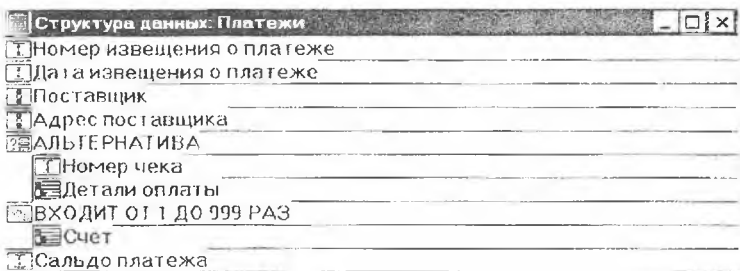 Структура данных: Платежи
Номер извещения о платеже
Дата извещения о платеже
Поставщик
Адрес поставщика
АЛЬТЕРНАТИВА
Номер чека
Детали оплаты
ВХОДИТ ОТ 1 ДО 999 РАЗ
Счет
Сальдо платежа